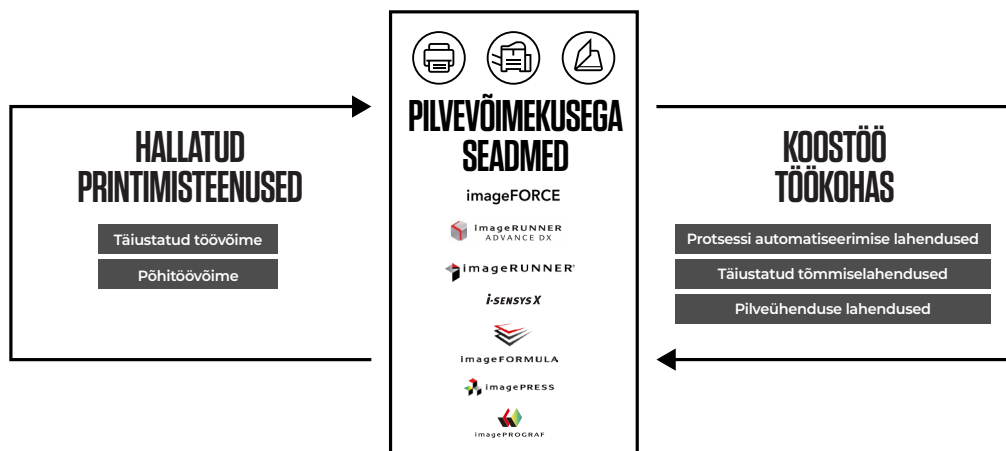 HALLATUD
PRINTIMISTEENUSED
Täiustatud töövõime
Põhitöövõime
PILVEVÕIMEKUSEGA
SEADMED
imageFORCE
imageRUNNER
ADVANCE DX
imageRUNNER®
i-SENSYS X
imageFORMULA
imagePRESS
imagePROGRAF
KOOSTÖÖ
TÖÖKOHAS
Protsessi automatiseerimise lahendused
Täiustatud tõmmiselahendused
Pilveühenduse lahendused